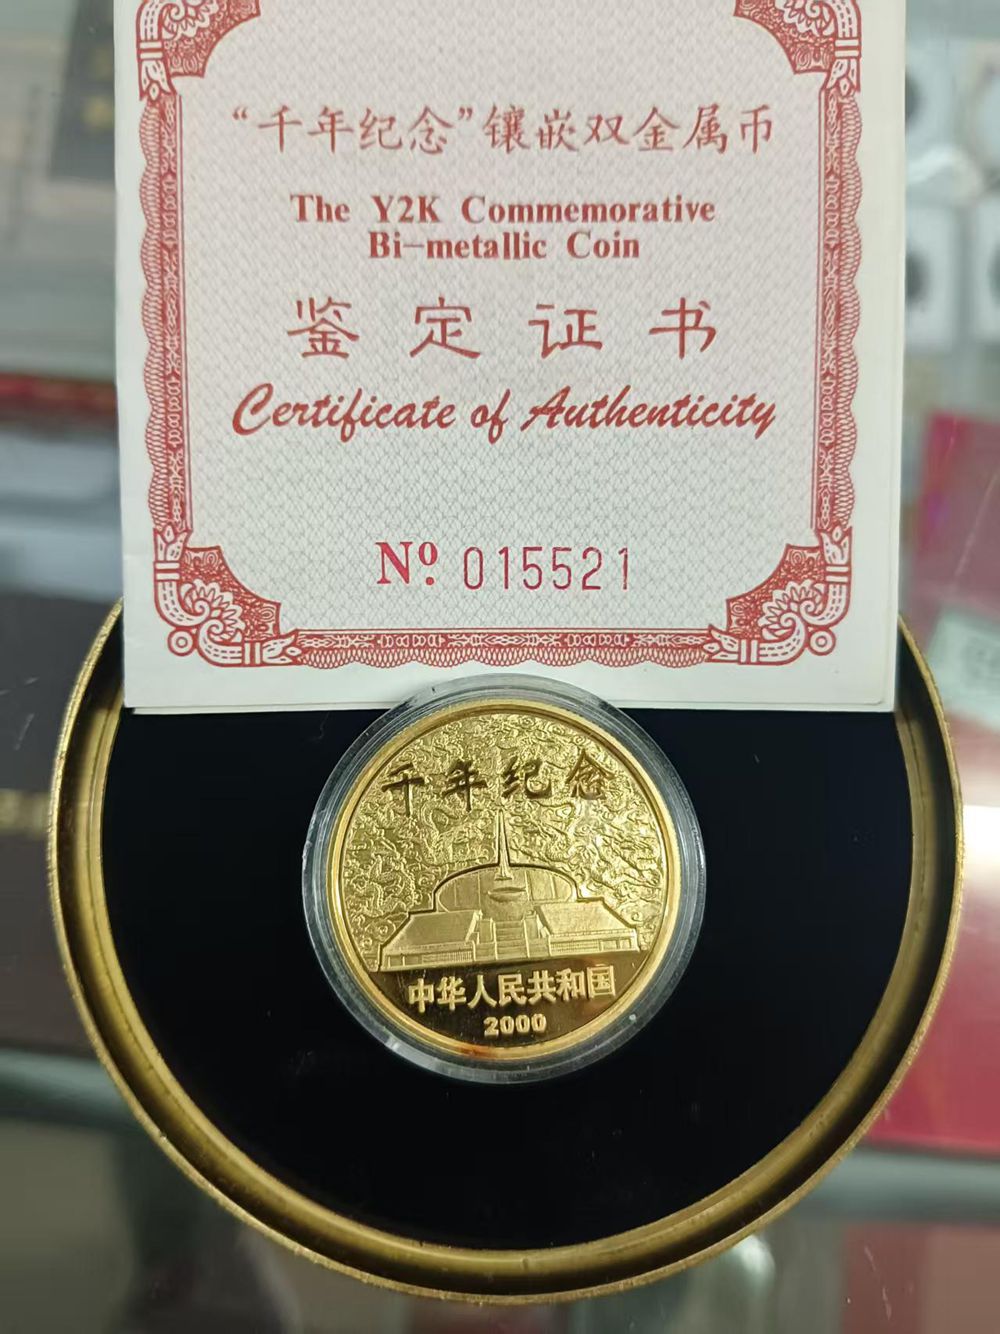 “千年纪念”镶嵌双金属币
The Y2K Commemorative
Bi-metallic Coin
鉴定证书
Certificate of Authenticity
Nº. 015521
千年纪念
中华人民共和国
2000